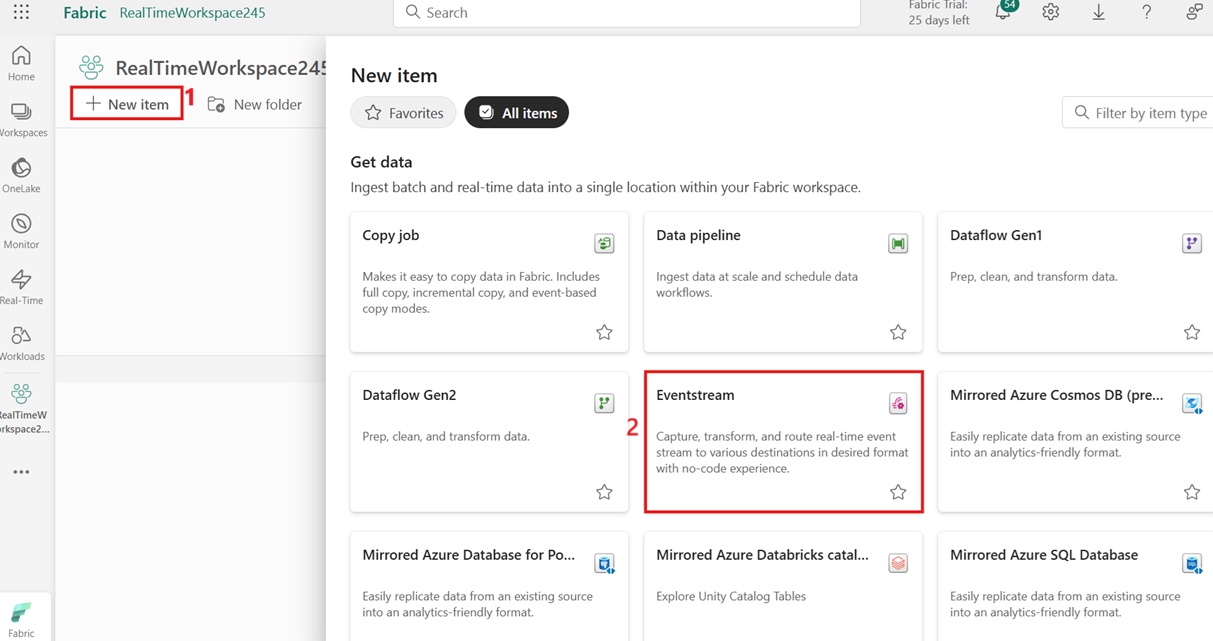 Fabric RealTimeWorkspace245
Search
Fabric Trial:
25 days left
54
Home
Workspaces
OneLake
Monitor
Real-Time
Workloads
RealTimeW
orkspace2...
Fabric
RealTimeWorkspace245
New item
1
New folder
New item
Favorites
All items
Filter by item type
Get data
Ingest batch and real-time data into a single location within your Fabric workspace.
Copy job
Makes it easy to copy data in Fabric. Includes
full copy, incremental copy, and event-based
copy modes.
Data pipeline
Ingest data at scale and schedule data
workflows.
Dataflow Gen1
Prep, clean, and transform data.
Dataflow Gen2
Prep, clean, and transform data.
2
Eventstream
Capture, transform, and route real-time event
stream to various destinations in desired format
with no-code experience.
Mirrored Azure Cosmos DB (pre...
Easily replicate data from an existing source
into an analytics-friendly format.
Mirrored Azure Database for Po...
Easily replicate data from an existing source
into an analytics-friendly format.
Mirrored Azure Databricks catal...
Explore Unity Catalog Tables
Mirrored Azure SQL Database
Easily replicate data from an existing source
into an analytics-friendly format.